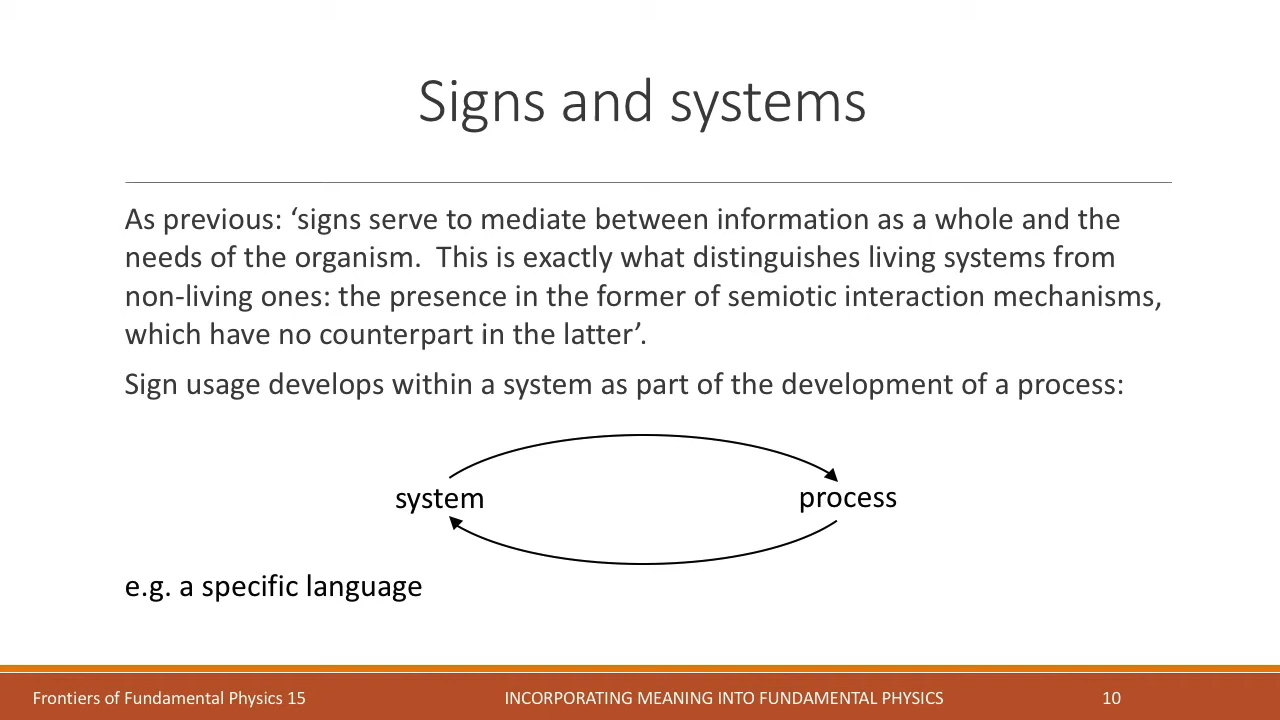 Signs and systems
As previous: ‘signs serve to mediate between information as a whole and the
needs of the organism.  This is exactly what distinguishes living systems from
non-living ones: the presence in the former of semiotic interaction mechanisms,
which have no counterpart in the latter’.
Sign usage develops within a system as part of the development of a process:
system process
e.g. a specific language
Frontiers of Fundamental Physics 15 INCORPORATING MEANING INTO FUNDAMENTAL PHYSICS 10